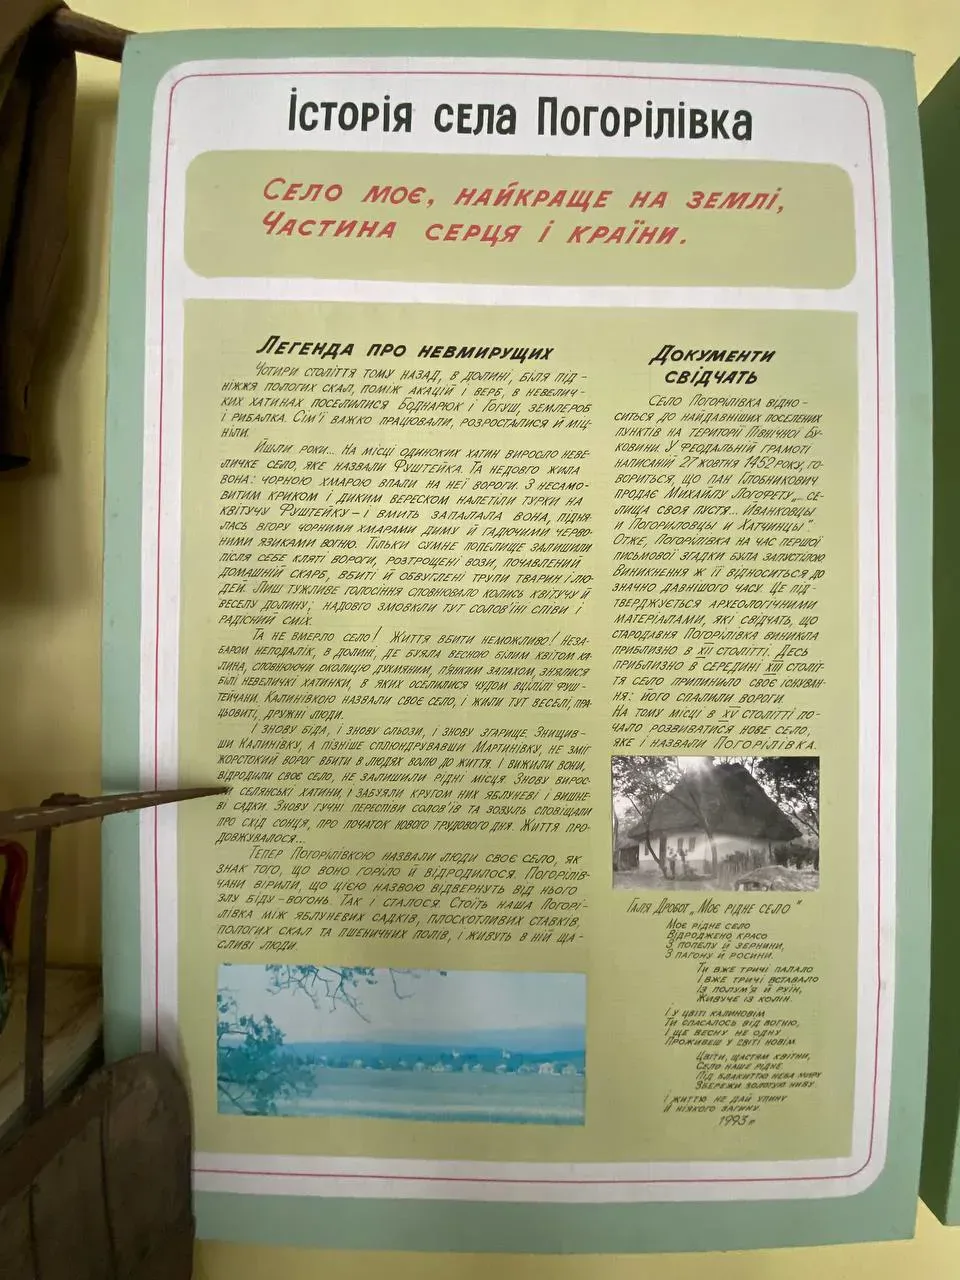 Історія села Погорілівка
Село моє, найкраще на землі,
Частина серця і країни.
Легенда про невмирущих
Чотири століття тому назад, в долині, біля під-
ніжжя пологих скал, поміж акацій і верб, в невелич-
ких хатинах поселилися Боднарюк і Гогуш, землероб
і рибалка. Сім'ї важко працювали, розросталися й міц-
ніли.
Йшли роки... На місці одиноких хатин виросло неве-
личке село, яке назвали Фуштейка. Та недовго жила
вона: чорною хмарою впали на неї вороги. З несамо-
витим криком і диким вереском налетіли турки на
квітучу Фуштейку – і вмить запалала вона, підня-
лась вгору чорними хмарами диму й гадючими черво-
ними язиками вогню. Тільки сумне попелище залишили
після себе кляті вороги, розтрощені вози, почавлений
домашній скарб, вбиті й обвуглені трупи тварин і лю-
дей. Лиш тужливе голосіння сповнювало колись квітучу й
веселу долину; надовго змовкли тут солов'їні співи і
радісний сміх.
Та не вмерло село! Життя вбити неможливо! Неза-
баром неподалік, в долині, де буяла весною білим квітом ка-
лина, сповнюючи околицю духмяним, п'янким запахом, знялися
білі невеличкі хатинки, в яких оселилися чудом вцілілі фуш-
тейчани. Калинівкою назвали своє село, і жили тут веселі, пра-
цьовиті, дружні люди.
І знову біда, і знову сльози, і знову згарище. Знищив-
ши Калинівку, а пізніше сплюндрувавши Мартинівку, не зміг
жорстокий ворог вбити в людях волю до життя. І вижили вони,
відродили своє село, не залишили рідні місця. Знову вирос-
ли селянські хатини, і забуяли кругом них яблуневі і вишне-
ві садки. Знову гучні переспіви солов'їв та зозуль сповіщали
про схід сонця, про початок нового трудового дня. Життя про-
довжувалося...
Тепер Погорілівкою назвали люди своє село, як
знак того, що воно горіло й відродилося. Погорілів-
чани вірили, що цією назвою відвернуть від нього
злу біду-вогонь. Так і сталося. Стоїть наша Погорі-
лівка між яблуневих садків, плоскотливих ставків,
пологих скал та пшеничних полів, і живуть в ній ща-
сливі люди.
Документи
свідчать
Село Погорілівка відно-
ситься до найдавніших поселених
пунктів на території Північної Бу-
ковини. У феодальній грамоті
написаній 27 жовтня 1452 року, го-
вориться, що пан Глобникович
продає Михайлу Логофету „...се-
лища своя пустя... Иванковцы
и Погориловцы и Хатчинцы".
Отже, Погорілівка на час першої
письмової згадки була запустілою.
Виникнення ж її відноситься до
значно давнішого часу. Це під-
тверджується археологічними
матеріалами, які свідчать, що
стародавня Погорілівка виникла
приблизно в XII столітті. Десь
приблизно в середині XIII століт-
тя село припинило своє існуван-
ня: його спалили вороги.
На тому місці в XV столітті по-
чало розвиватися нове село,
яке і назвали Погорілівка.
Галя Дробот „Моє рідне село"
Моє рідне село
Відроджено красо
З попелу й зернини,
З пагону й росини.
Ти вже тричі палало
І вже тричі вставало
Із полум'я й руїн,
Живуче із колін.
І у цвіті калиновім
Ти спасалось від вогню,
І ще весну не одну
Проживеш у світі новім.
Цвіти, щастям квітни,
Село наше рідне
Під блакиттю неба миру
Збережи золотую ниву.
І життю не дай упину
Й ніякого загину.
1993 р